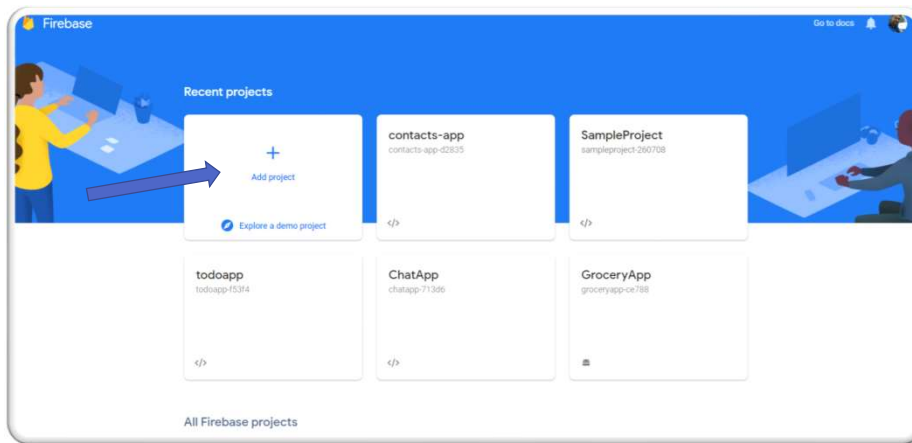 Firebase
Go to docs
Recent projects
Add project
Explore a demo project
contacts-app
contacts-app-d2835
</>
SampleProject
sampleproject-260708
</>
todoapp
todoapp-f53f4
</>
ChatApp
chatapp-713d6
</>
GroceryApp
groceryapp-ce788
All Firebase projects